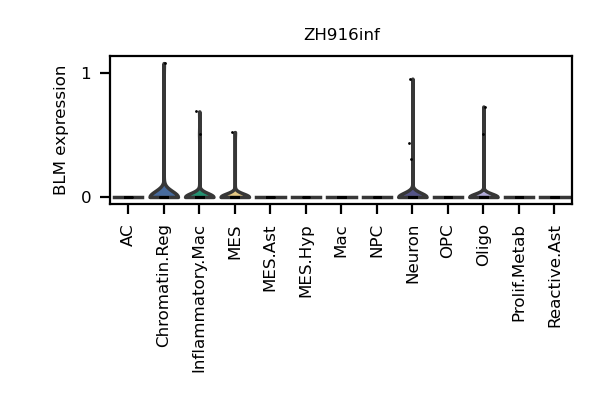 ZH916inf
BLM expression
1
0
AC
Chromatin.Reg
Inflammatory.Mac
MES
MES.Ast
MES.Hyp
Mac
NPC
Neuron
OPC
Oligo
Prolif.Metab
Reactive.Ast